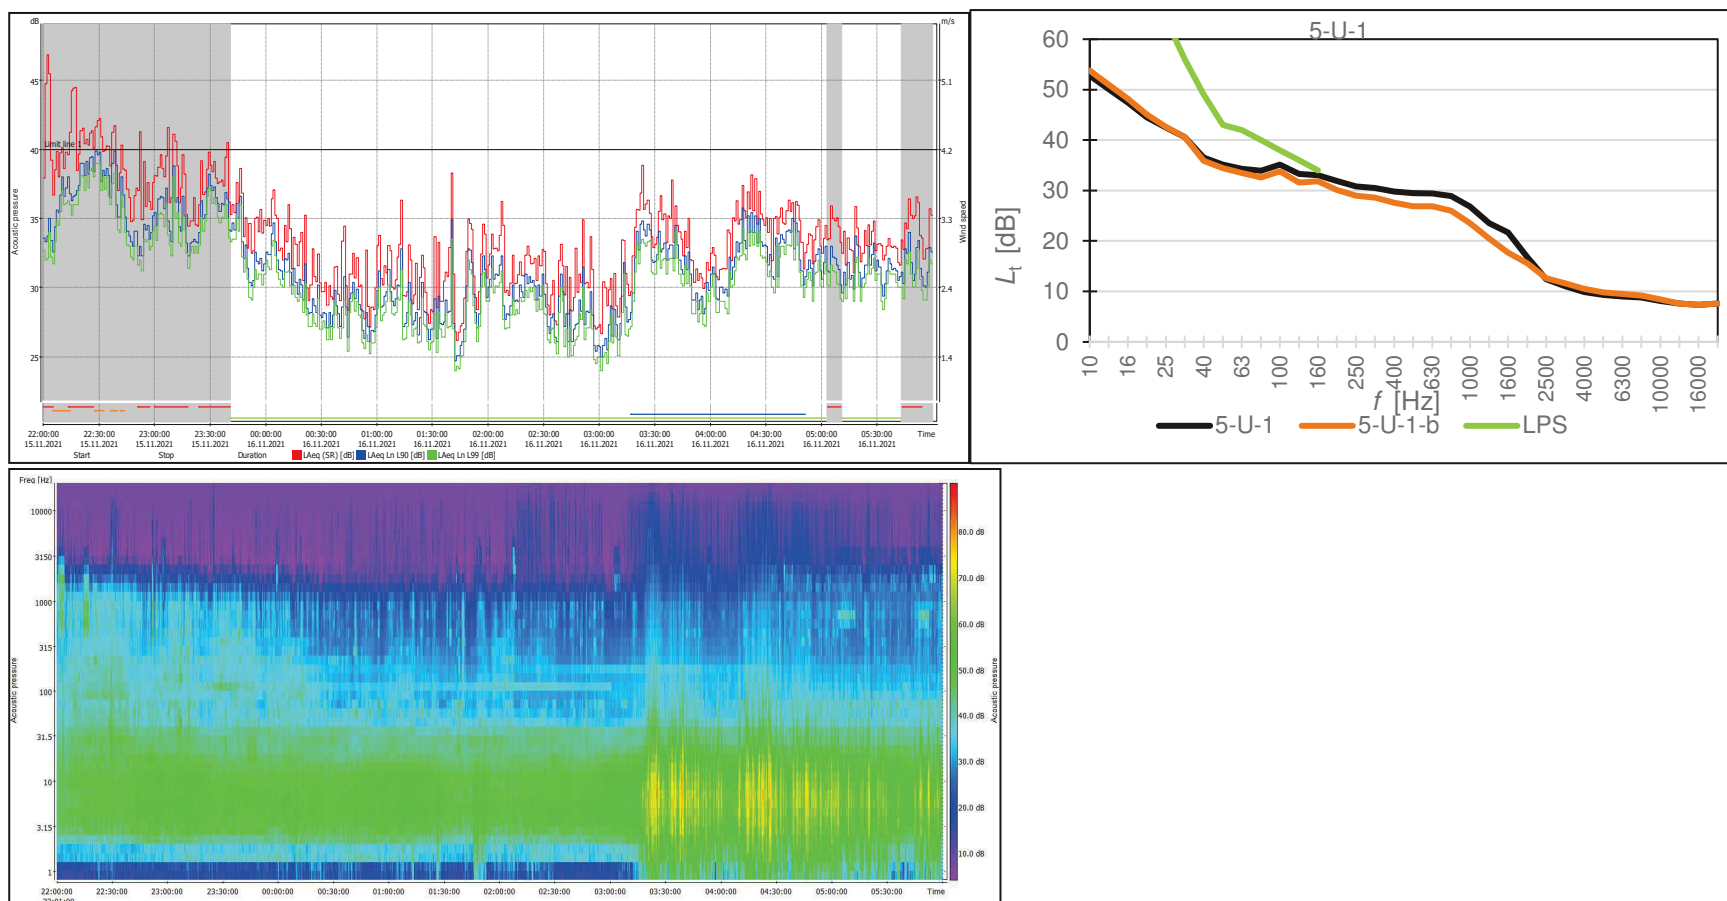 dB
m/s
45
5.1
Limit_line 1
40
4.2
35
3.3
30
2.4
25
1.4
Acoustic pressure
Wind speed
22:00:00 22:30:00 23:00:00 23:30:00 00:00:00 00:30:00 01:00:00 01:30:00 02:00:00 02:30:00 03:00:00 03:30:00 04:00:00 04:30:00 05:00:00 05:30:00 Time
15.11.2021 15.11.2021 15.11.2021 15.11.2021 16.11.2021 16.11.2021 16.11.2021 16.11.2021 16.11.2021 16.11.2021 16.11.2021 16.11.2021 16.11.2021 16.11.2021 16.11.2021 16.11.2021
Start Stop Duration LAeq (SR) [dB] LAeq Ln L90 [dB] LAeq Ln L99 [dB]
5-U-1
60
50
40
30
20
10
0
Lt [dB]
10 16 25 40 63 100 160 250 400 630 1000 1600 2500 4000 6300 10000 16000
f [Hz]
5-U-1 5-U-1-b LPS
Freq [Hz]
10000
3150
1000
315
100
31.5
10
3.15
1
Acoustic pressure
Acoustic pressure
80.0 dB
70.0 dB
60.0 dB
50.0 dB
40.0 dB
30.0 dB
20.0 dB
10.0 dB
22:00:00 22:30:00 23:00:00 23:30:00 00:00:00 00:30:00 01:00:00 01:30:00 02:00:00 02:30:00 03:00:00 03:30:00 04:00:00 04:30:00 05:00:00 05:30:00 Time